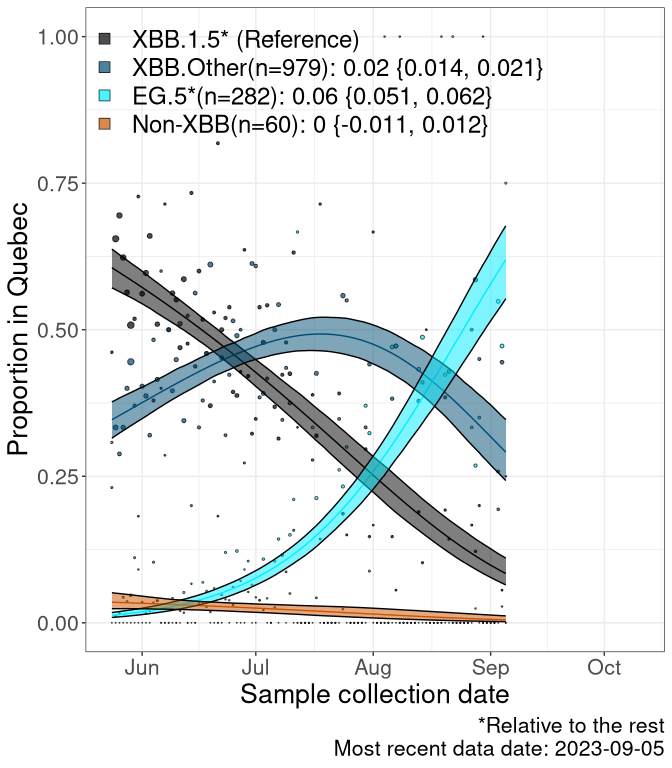 1.00
XBB.1.5* (Reference)
XBB.Other(n=979): 0.02 {0.014, 0.021}
EG.5*(n=282): 0.06 {0.051, 0.062}
Non-XBB(n=60): 0 {-0.011, 0.012}
0.75
0.50
0.25
0.00
Proportion in Quebec
Jun Jul Aug Sep Oct
Sample collection date
*Relative to the rest
Most recent data date: 2023-09-05